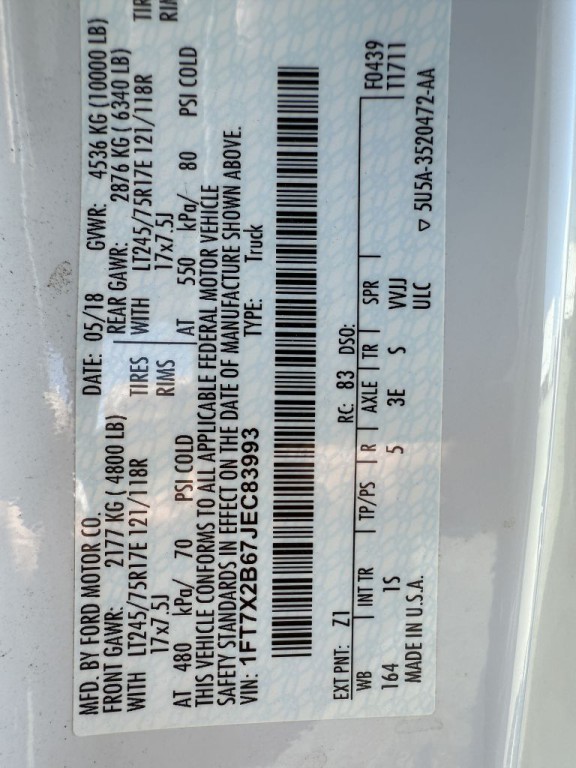 MFD. BY FORD MOTOR CO.
DATE: 05/18 GVWR: 4536 KG (10000 LB)
FRONT GAWR: 2177 KG ( 4800 LB) REAR GAWR: 2876 KG ( 6340 LB)
WITH LT245/75R17E 121/118R TIRES WITH LT245/75R17E 121/118R TIR
17x7.5J RIMS 17x7.5J RIM
AT 480 kPa/ 70 PSI COLD AT 550 kPa/ 80 PSI COLD
THIS VEHICLE CONFORMS TO ALL APPLICABLE FEDERAL MOTOR VEHICLE
SAFETY STANDARDS IN EFFECT ON THE DATE OF MANUFACTURE SHOWN ABOVE.
VIN: 1FT7X2B67JEC83993 TYPE: Truck
F0439
EXT PNT: Z1 RC: 83 DSO: T1711
WB INT TR TP/PS R AXLE TR SPR
164 1S 5 3E S VVJJ
MADE IN U.S.A. ULC
▽ 5U5A-3520472-AA